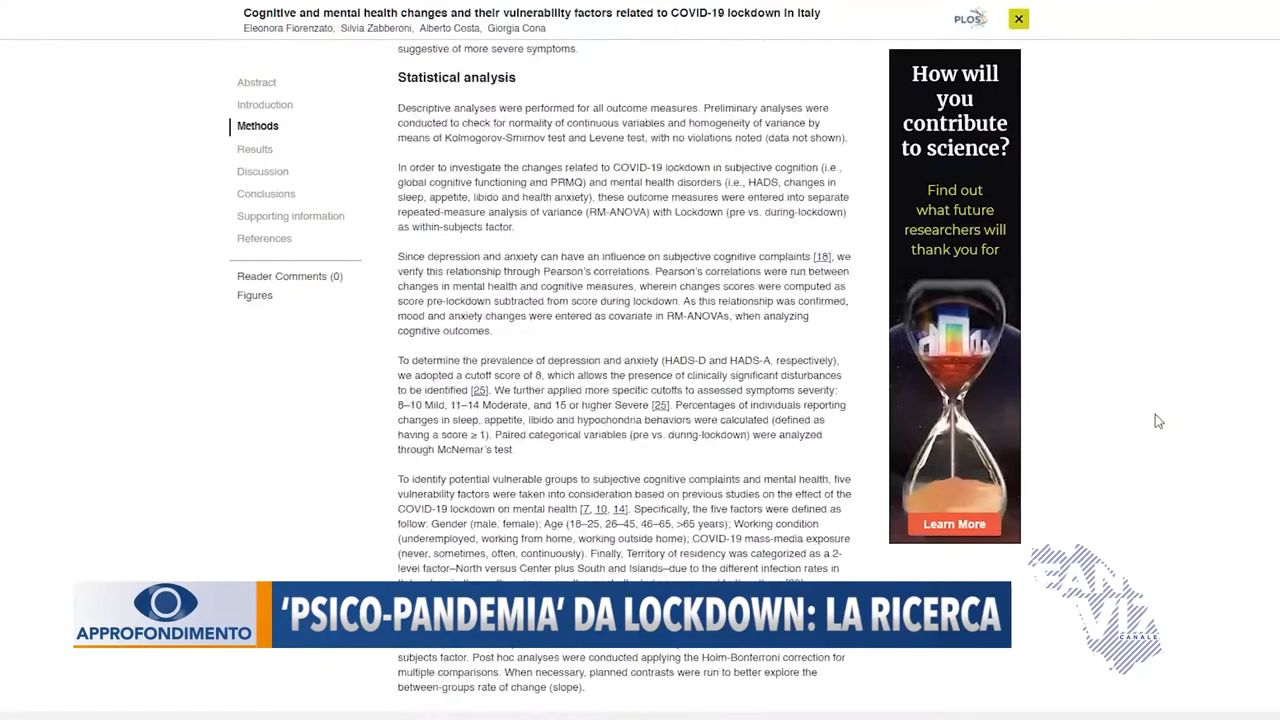 Cognitive and mental health changes and their vulnerability factors related to COVID-19 lockdown in Italy
Eleonora Fiorenzato, Silvia Zabberoni, Alberto Costa, Giorgia Cona
PLOS
suggestive of more severe symptoms.
Abstract
Introduction
Methods
Results
Discussion
Conclusions
Supporting information
References
Reader Comments (0)
Figures
Statistical analysis
Descriptive analyses were performed for all outcome measures. Preliminary analyses were
conducted to check for normality of continuous variables and homogeneity of variance by
means of Kolmogorov-Smirnov test and Levene test, with no violations noted (data not shown).
In order to investigate the changes related to COVID-19 lockdown in subjective cognition (i.e.,
global cognitive functioning and PRMQ) and mental health disorders (i.e., HADS, changes in
sleep, appetite, libido and health anxiety), these outcome measures were entered into separate
repeated-measure analysis of variance (RM-ANOVA) with Lockdown (pre vs. during-lockdown)
as within-subjects factor.
Since depression and anxiety can have an influence on subjective cognitive complaints [18], we
verify this relationship through Pearson's correlations. Pearson's correlations were run between
changes in mental health and cognitive measures, wherein changes scores were computed as
score pre-lockdown subtracted from score during lockdown. As this relationship was confirmed,
mood and anxiety changes were entered as covariate in RM-ANOVAs, when analyzing
cognitive outcomes.
To determine the prevalence of depression and anxiety (HADS-D and HADS-A, respectively),
we adopted a cutoff score of 8, which allows the presence of clinically significant disturbances
to be identified [25]. We further applied more specific cutoffs to assessed symptoms severity:
8–10 Mild, 11–14 Moderate, and 15 or higher Severe [25]. Percentages of individuals reporting
changes in sleep, appetite, libido and hypochondria behaviors were calculated (defined as
having a score ≥ 1). Paired categorical variables (pre vs. during-lockdown) were analyzed
through McNemar's test.
To identify potential vulnerable groups to subjective cognitive complaints and mental health, five
vulnerability factors were taken into consideration based on previous studies on the effect of the
COVID-19 lockdown on mental health [7, 10, 14]. Specifically, the five factors were defined as
follow: Gender (male, female); Age (18–25, 26–45, 46–65, >65 years); Working condition
(underemployed, working from home, working outside home); COVID-19 mass-media exposure
(never, sometimes, often, continuously). Finally, Territory of residency was categorized as a 2-
level factor–North versus Center plus South and Islands–due to the different infection rates in
subjects factor. Post hoc analyses were conducted applying the Holm-Bonferroni correction for
multiple comparisons. When necessary, planned contrasts were run to better explore the
between-groups rate of change (slope).
How will
you
contribute
to science?
Find out
what future
researchers will
thank you for
Learn More
APPROFONDIMENTO
'PSICO-PANDEMIA' DA LOCKDOWN: LA RICERCA
CANALE